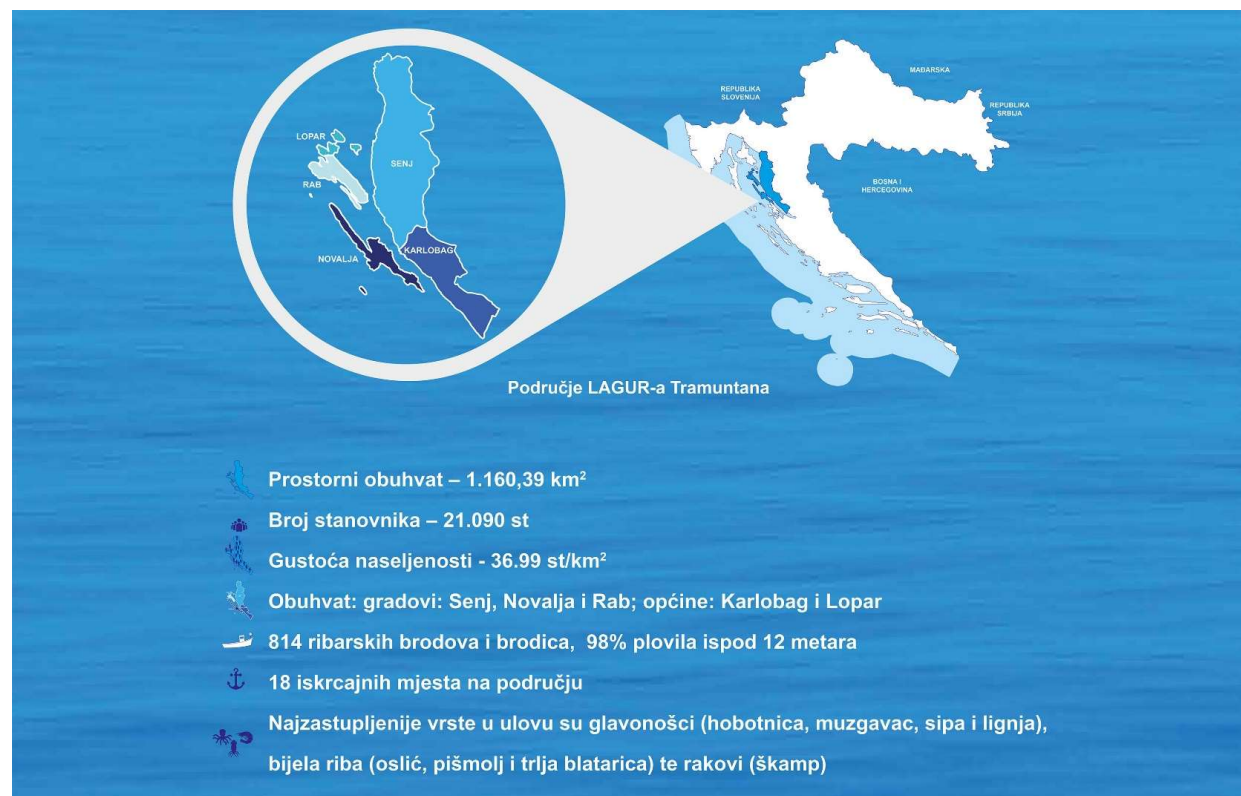 MAĐARSKA
REPUBLIKA
SLOVENIJA
REPUBLIKA
SRBIJA
LOPAR
SENJ
RAB
BOSNA I
HERCEGOVINA
KARLOBAG
NOVALJA
Područje LAGUR-a Tramuntana
Prostorni obuhvat – 1.160,39 km²
Broj stanovnika – 21.090 st
Gustoća naseljenosti - 36.99 st/km²
Obuhvat: gradovi: Senj, Novalja i Rab; općine: Karlobag i Lopar
814 ribarskih brodova i brodica, 98% plovila ispod 12 metara
18 iskrcajnih mjesta na području
Najzastupljenije vrste u ulovu su glavonošci (hobotnica, muzgavac, sipa i lignja),
bijela riba (oslić, pišmolj i trlja blatarica) te rakovi (škamp)